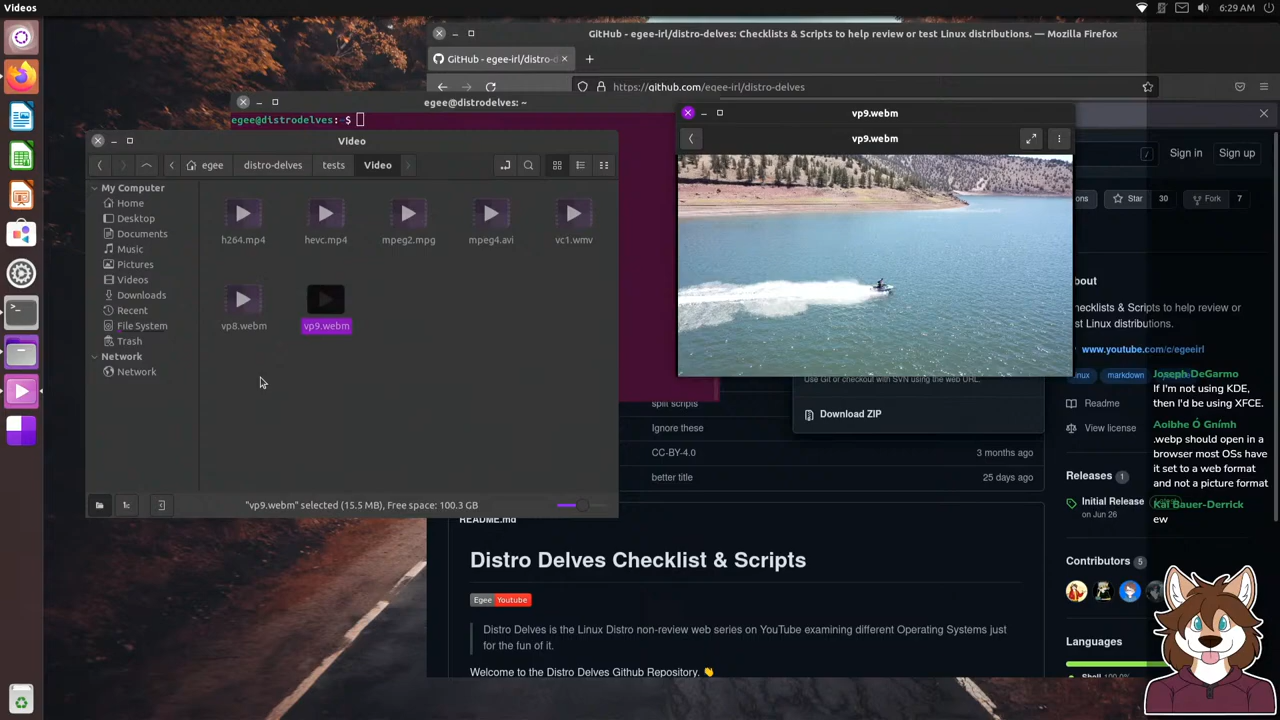 Videos
6:29 AM
GitHub - egee-irl/distro-delves: Checklists & Scripts to help review or test Linux distributions. — Mozilla Firefox
GitHub - egee-irl/distro-d
https://github.com/egee-irl/distro-delves
egee@distrodelves: ~
egee@distrodelves:~$
vp9.webm
vp9.webm
Video
egee
distro-delves
tests
Video
My Computer
Home
Desktop
Documents
Music
Pictures
Videos
Downloads
Recent
File System
Trash
Network
Network
h264.mp4
hevc.mp4
mpeg2.mpg
mpeg4.avi
vc1.wmv
vp8.webm
vp9.webm
"vp9.webm" selected (15.5 MB), Free space: 100.3 GB
/
Sign in
Sign up
ons
Star
30
Fork
7
bout
ecklists & Scripts to help review or
st Linux distributions.
www.youtube.com/c/egeeirl
inux
markdown
Readme
View license
Releases 1
Initial Release
on Jun 26
Contributors 5
Languages
Shell 100.0%
Use Git or checkout with SVN using the web URL.
Download ZIP
split scripts
Ignore these
CC-BY-4.0
3 months ago
better title
25 days ago
README.md
Distro Delves Checklist & Scripts
Egee Youtube
Distro Delves is the Linux Distro non-review web series on YouTube examining different Operating Systems just
for the fun of it.
Welcome to the Distro Delves Github Repository. 👋
Joseph DeGarmo
If I'm not using KDE,
then I'd be using XFCE.
Aoibhe Ó Gnímh
.webp should open in a
browser most OSs have
it set to a web format
and not a picture format
Kai Bauer-Derrick
ew